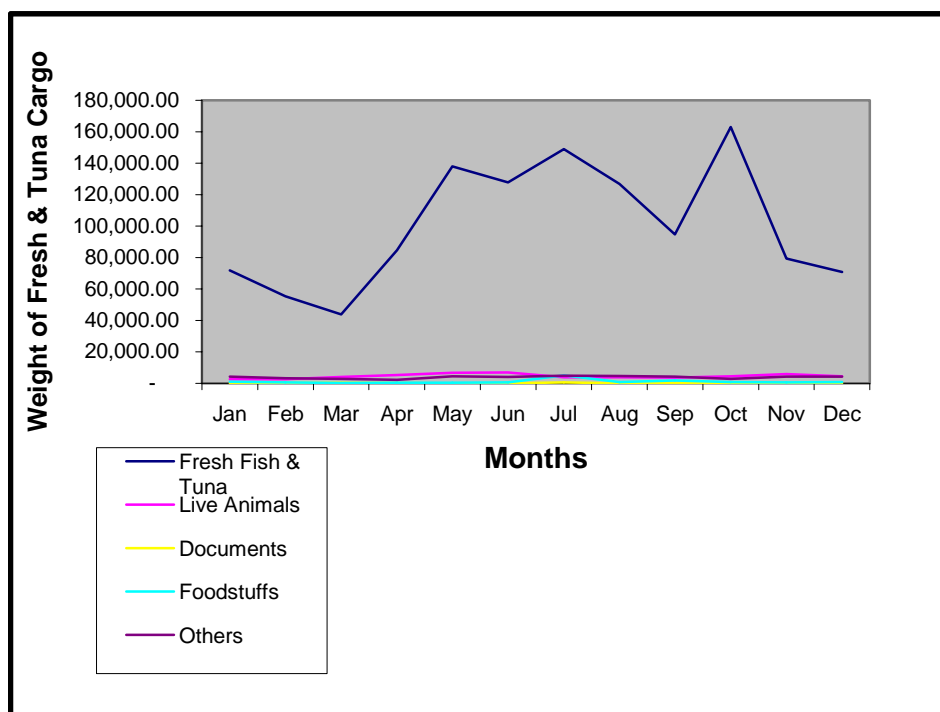 Weight of Fresh & Tuna Cargo
180,000.00
160,000.00
140,000.00
120,000.00
100,000.00
80,000.00
60,000.00
40,000.00
20,000.00
-
Jan Feb Mar Apr May Jun Jul Aug Sep Oct Nov Dec
Months
Fresh Fish &
Tuna
Live Animals
Documents
Foodstuffs
Others